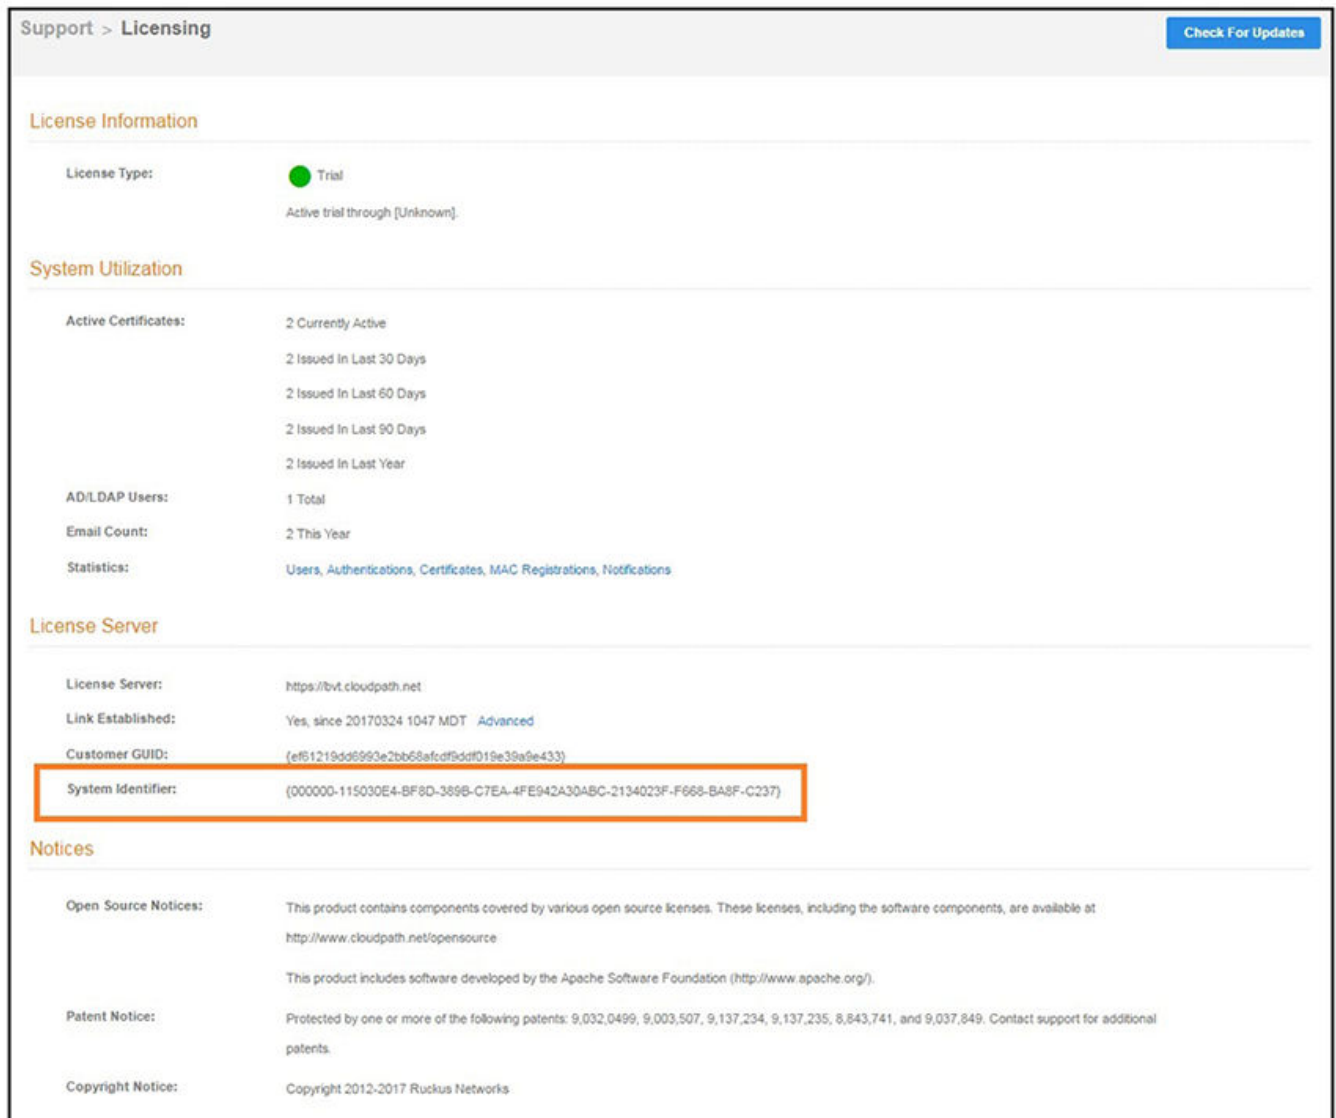 Support > Licensing
Check For Updates
License Information
License Type:
Trial
Active trial through [Unknown].
System Utilization
Active Certificates:
2 Currently Active
2 Issued In Last 30 Days
2 Issued In Last 60 Days
2 Issued In Last 90 Days
2 Issued In Last Year
AD/LDAP Users:
1 Total
Email Count:
2 This Year
Statistics:
Users, Authentications, Certificates, MAC Registrations, Notifications
License Server
License Server:
https://bvt.cloudpath.net
Link Established:
Yes, since 20170324 1047 MDT Advanced
Customer GUID:
{ef61219dd6993e2bb68afcdf9ddf019e39a9e433}
System Identifier:
{000000-115030E4-BF8D-389B-C7EA-4FE942A30ABC-2134023F-F668-BA8F-C237}
Notices
Open Source Notices:
This product contains components covered by various open source licenses. These licenses, including the software components, are available at
http://www.cloudpath.net/opensource
This product includes software developed by the Apache Software Foundation (http://www.apache.org/).
Patent Notice:
Protected by one or more of the following patents: 9,032,0499, 9,003,507, 9,137,234, 9,137,235, 8,843,741, and 9,037,849. Contact support for additional
patents.
Copyright Notice:
Copyright 2012-2017 Ruckus Networks